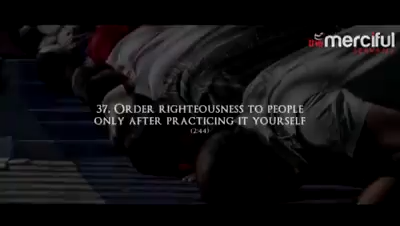 merciful
37. Order righteousness to people
only after practicing it yourself
(2:44)